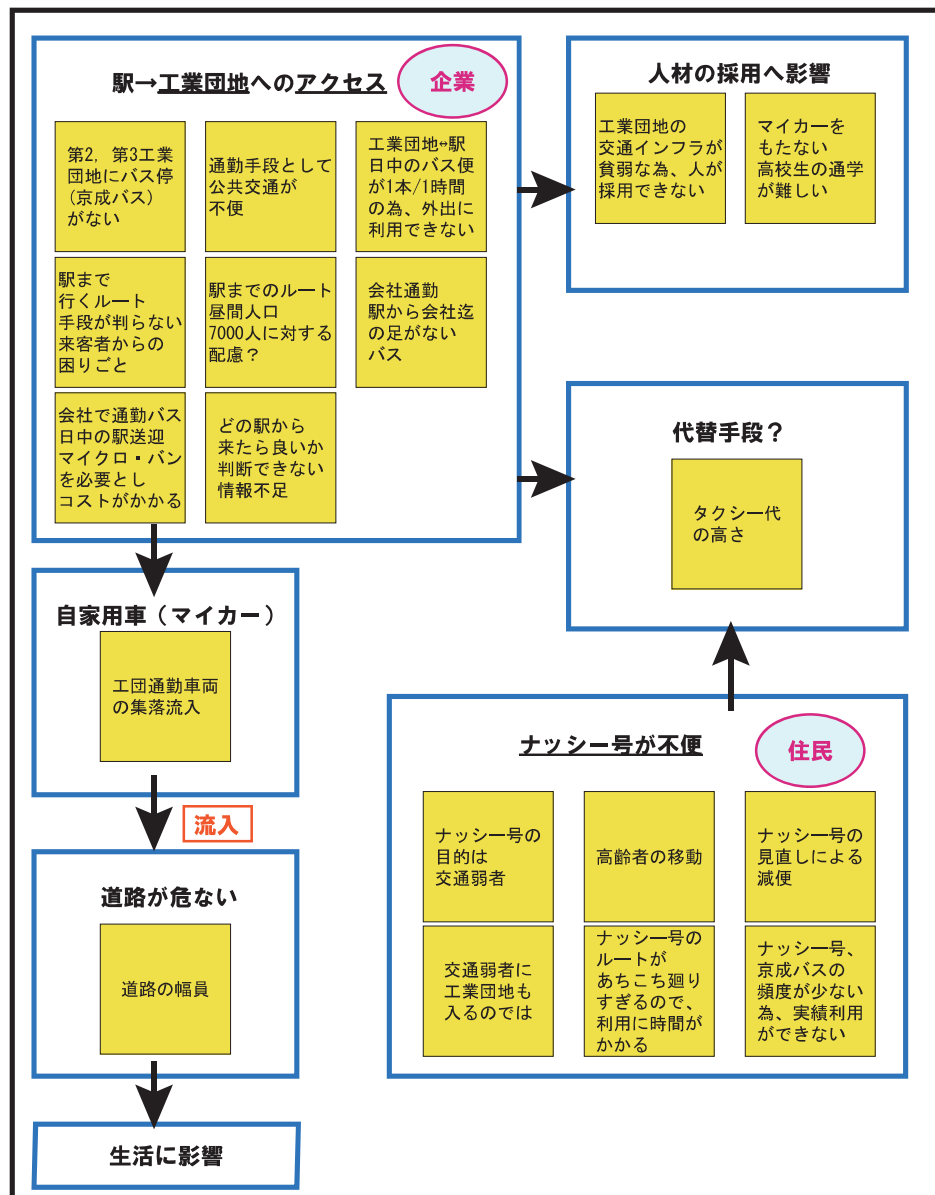 駅→工業団地へのアクセス
企業
第2, 第3工業
団地にバス停
(京成バス)
がない
通勤手段として
公共交通が
不便
工業団地↔駅
日中のバス便
が1本/1時間
の為、外出に
利用できない
駅まで
行くルート
手段が判らない
来客者からの
困りごと
駅までのルート
昼間人口
7000人に対する
配慮？
会社通勤
駅から会社迄
の足がない
バス
会社で通勤バス
日中の駅送迎
マイクロ・バン
を必要とし
コストがかかる
どの駅から
来たら良いか
判断できない
情報不足
人材の採用へ影響
工業団地の
交通インフラが
貧弱な為、人が
採用できない
マイカーを
もたない
高校生の通学
が難しい
代替手段？
タクシー代
の高さ
自家用車（マイカー）
工団通勤車両
の集落流入
流入
道路が危ない
道路の幅員
生活に影響
ナッシー号が不便
住民
ナッシー号の
目的は
交通弱者
高齢者の移動
ナッシー号の
見直しによる
減便
交通弱者に
工業団地も
入るのでは
ナッシー号の
ルートが
あちこち廻り
すぎるので、
利用に時間が
かかる
ナッシー号、
京成バスの
頻度が少ない
為、実績利用
ができない